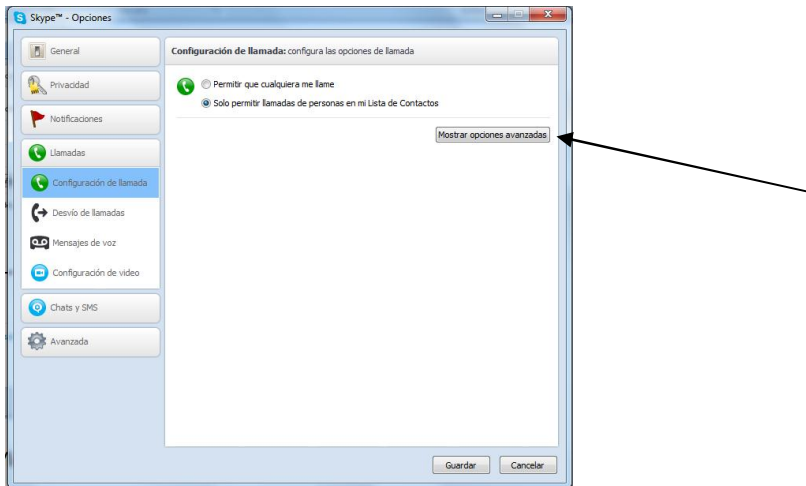 Skype™ - Opciones
General
Privacidad
Notificaciones
Llamadas
Configuración de llamada
Desvío de llamadas
Mensajes de voz
Configuración de video
Chats y SMS
Avanzada
Configuración de llamada: configura las opciones de llamada
Permitir que cualquiera me llame
Solo permitir llamadas de personas en mi Lista de Contactos
Mostrar opciones avanzadas
Guardar Cancelar